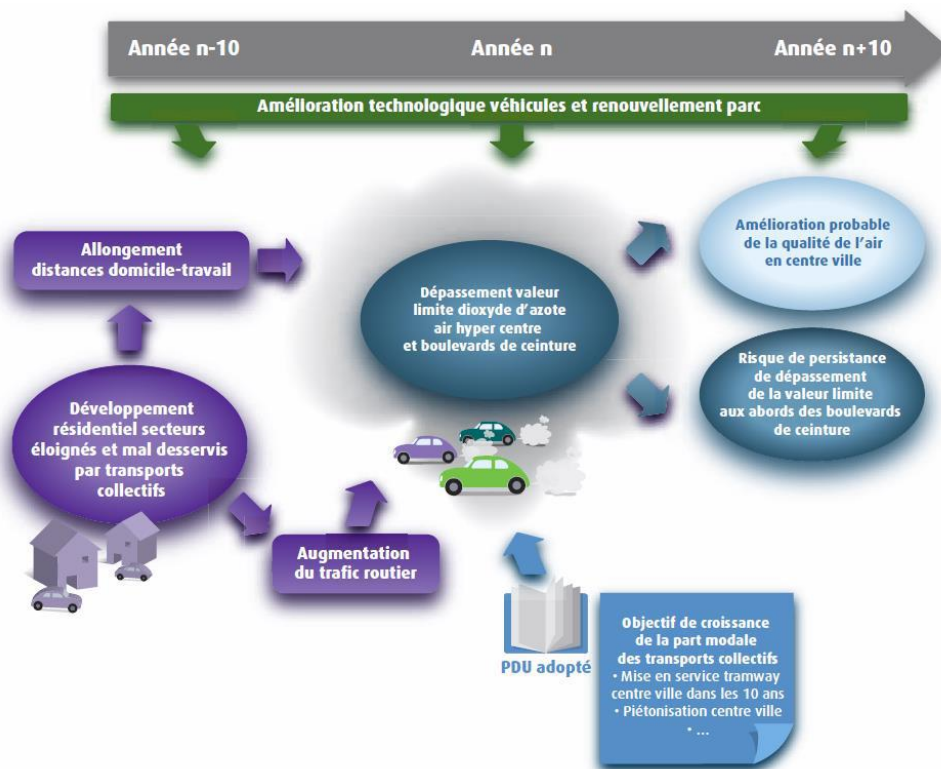 Année n-10
Année n
Année n+10
Amélioration technologique véhicules et renouvellement parc
Allongement
distances domicile-travail
Développement
résidentiel secteurs
éloignés et mal desservis
par transports
collectifs
Augmentation
du trafic routier
Dépassement valeur
limite dioxyde d'azote
air hyper centre
et boulevards de ceinture
Amélioration probable
de la qualité de l'air
en centre ville
Risque de persistance
de dépassement
de la valeur limite
aux abords des boulevards
de ceinture
PDU adopté
Objectif de croissance
de la part modale
des transports collectifs
• Mise en service tramway
centre ville dans les 10 ans
• Piétonisation centre ville
• ...